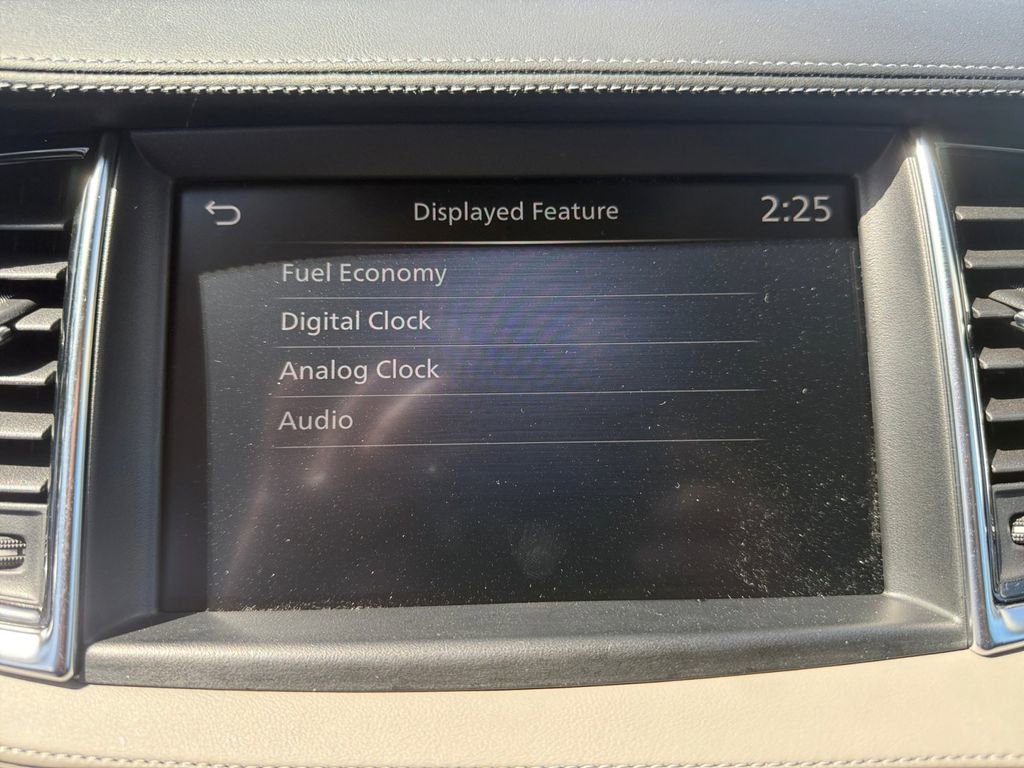 Displayed Feature 2:25
Fuel Economy
Digital Clock
Analog Clock
Audio